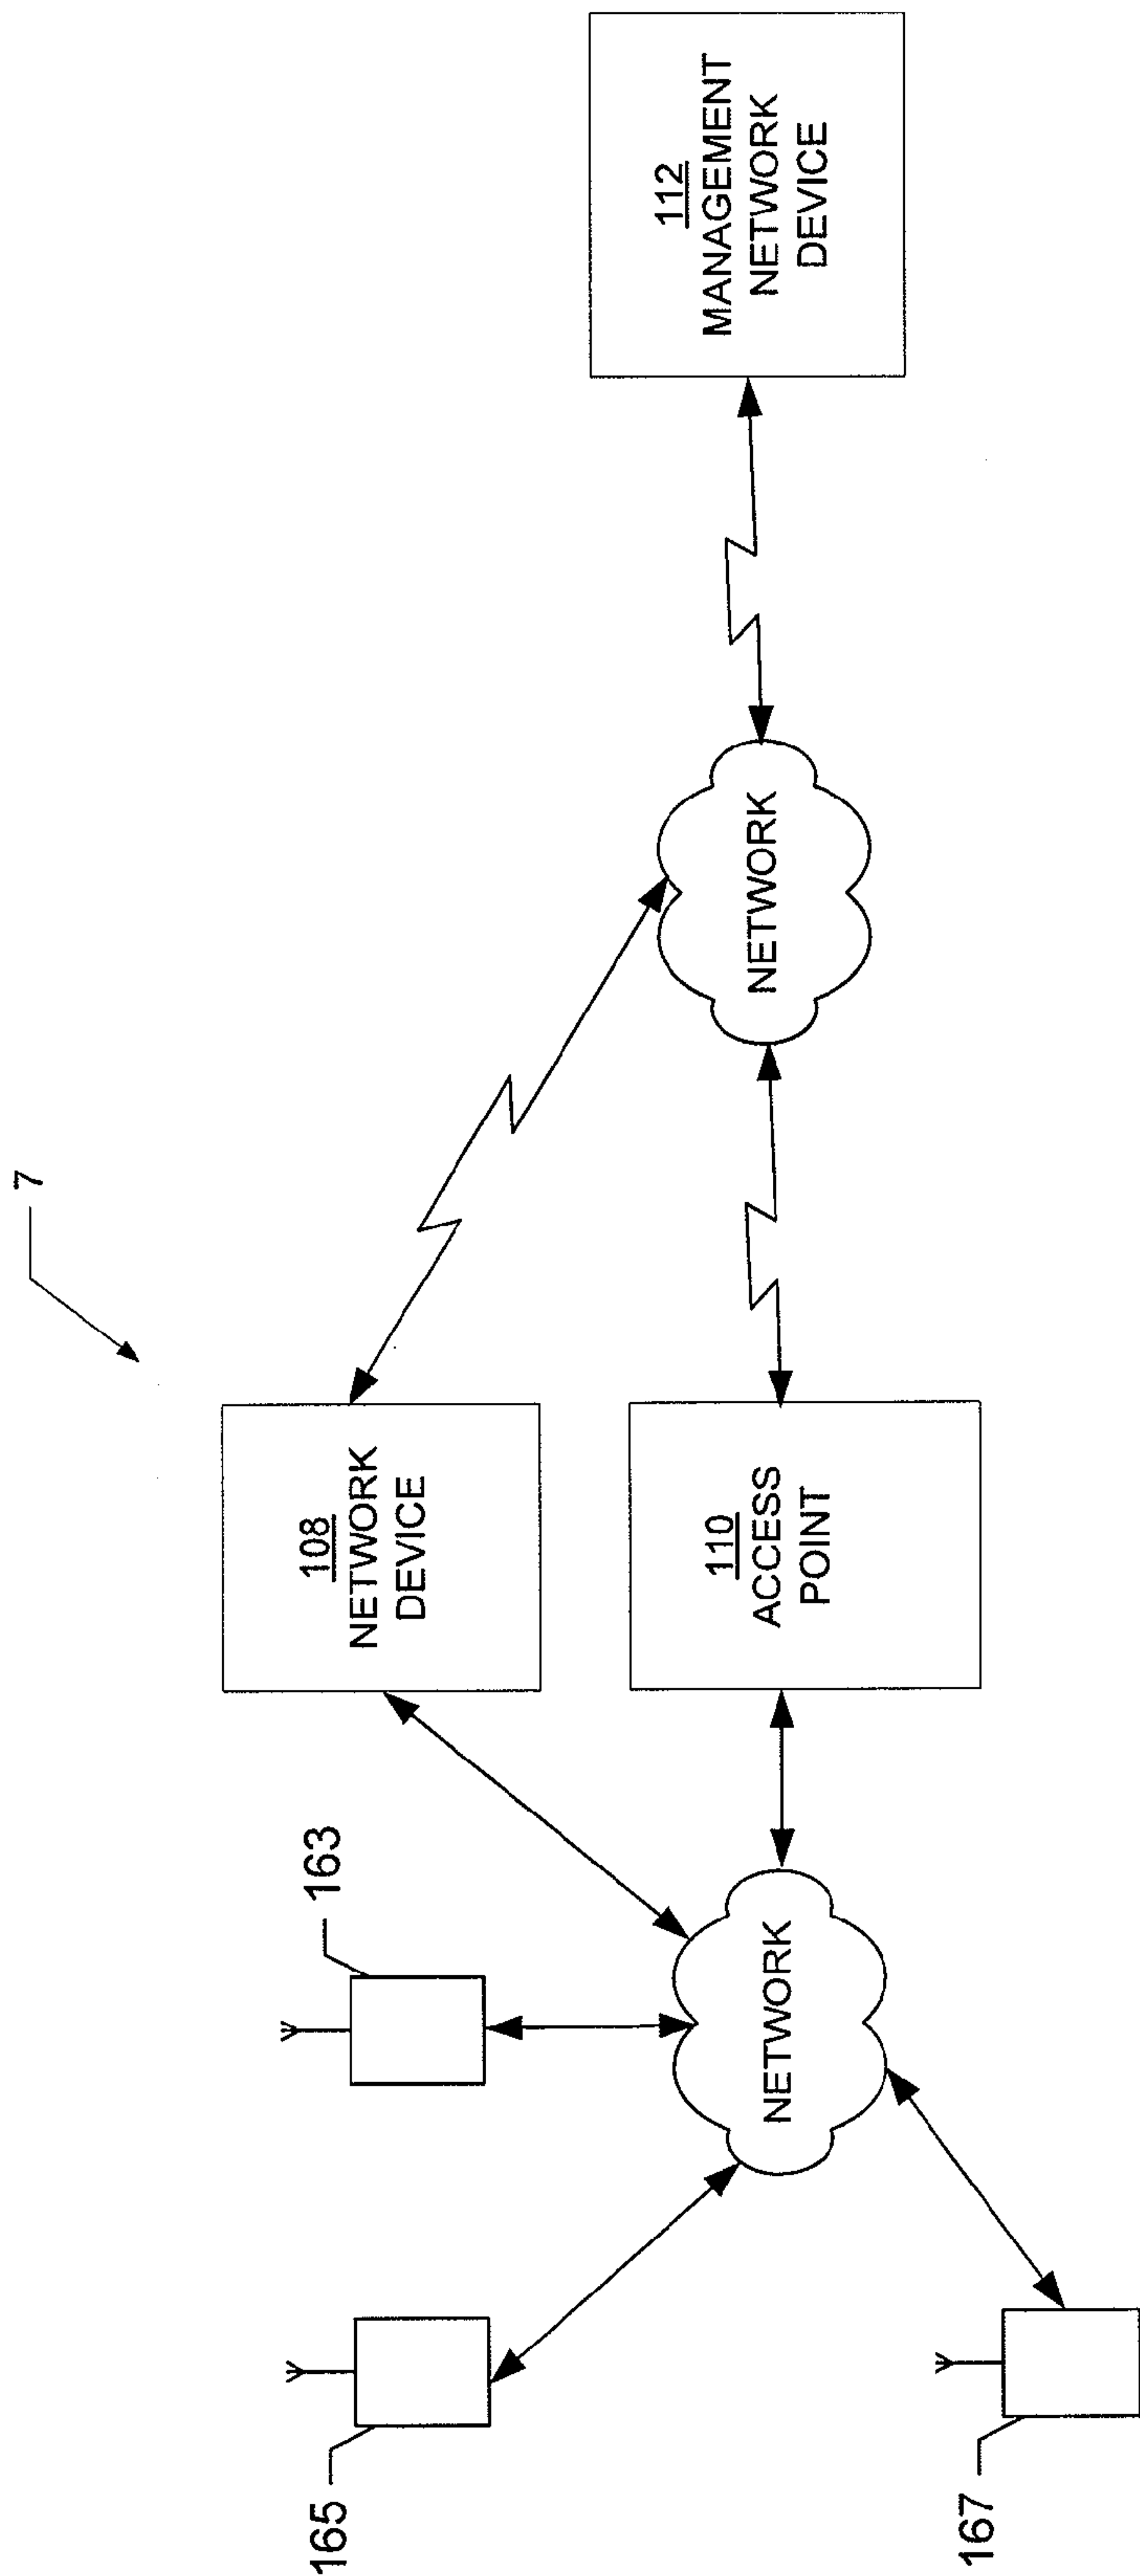 7
108
NETWORK
DEVICE
163
165
112
MANAGEMENT
NETWORK
DEVICE
NETWORK
NETWORK
110
ACCESS
POINT
167